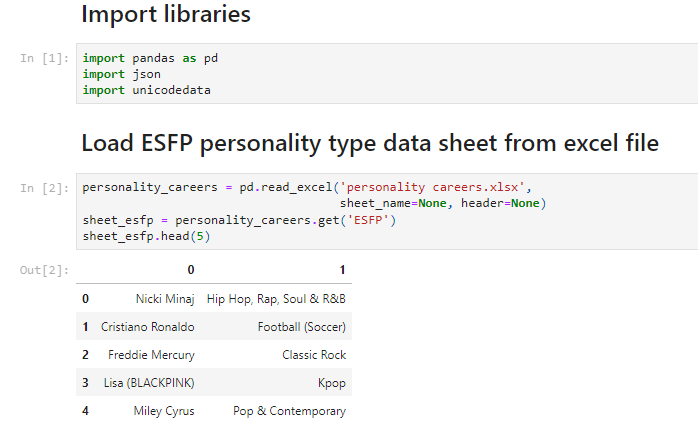 Import libraries
In [1]: import pandas as pd
import json
import unicodedata
Load ESFP personality type data sheet from excel file
In [2]: personality_careers = pd.read_excel('personality careers.xlsx',
sheet_name=None, header=None)
sheet_esfp = personality_careers.get('ESFP')
sheet_esfp.head(5)
Out[2]: 0 1
0 Nicki Minaj Hip Hop, Rap, Soul & R&B
1 Cristiano Ronaldo Football (Soccer)
2 Freddie Mercury Classic Rock
3 Lisa (BLACKPINK) Kpop
4 Miley Cyrus Pop & Contemporary